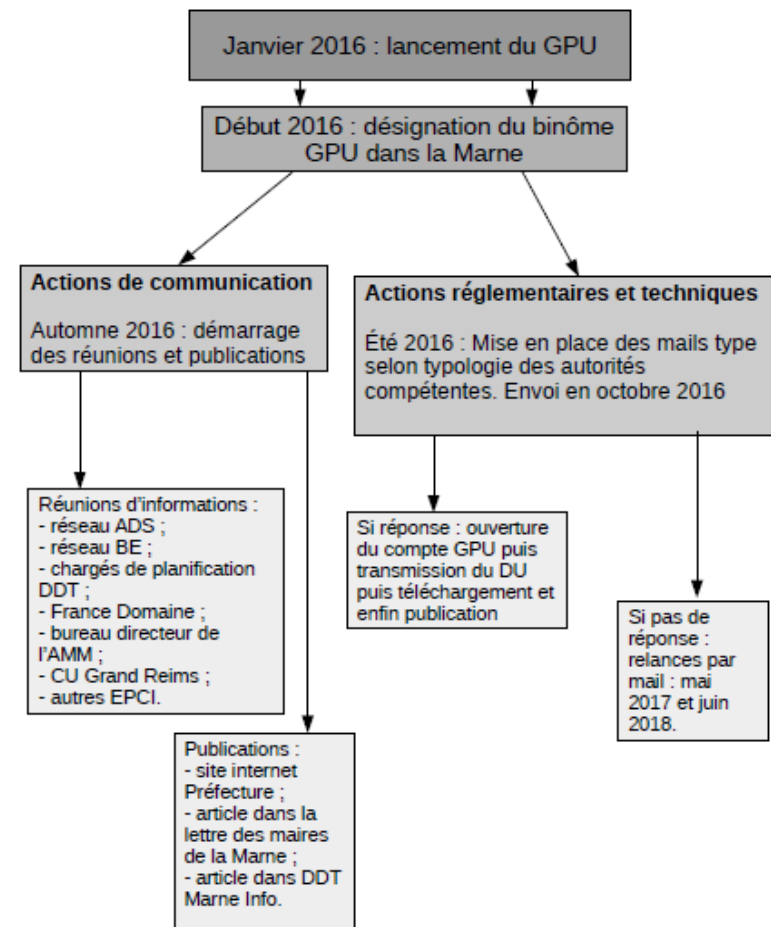 Janvier 2016 : lancement du GPU
Début 2016 : désignation du binôme
GPU dans la Marne
Actions de communication
Automne 2016 : démarrage
des réunions et publications
Actions réglementaires et techniques
Été 2016 : Mise en place des mails type
selon typologie des autorités
compétentes. Envoi en octobre 2016
Réunions d'informations :
- réseau ADS ;
- réseau BE ;
- chargés de planification
DDT ;
- France Domaine ;
- bureau directeur de
l'AMM ;
- CU Grand Reims ;
- autres EPCI.
Si réponse : ouverture
du compte GPU puis
transmission du DU
puis téléchargement et
enfin publication
Si pas de
réponse :
relances par
mail : mai
2017 et juin
2018.
Publications :
- site internet
Préfecture ;
- article dans la
lettre des maires
de la Marne ;
- article dans DDT
Marne Info.